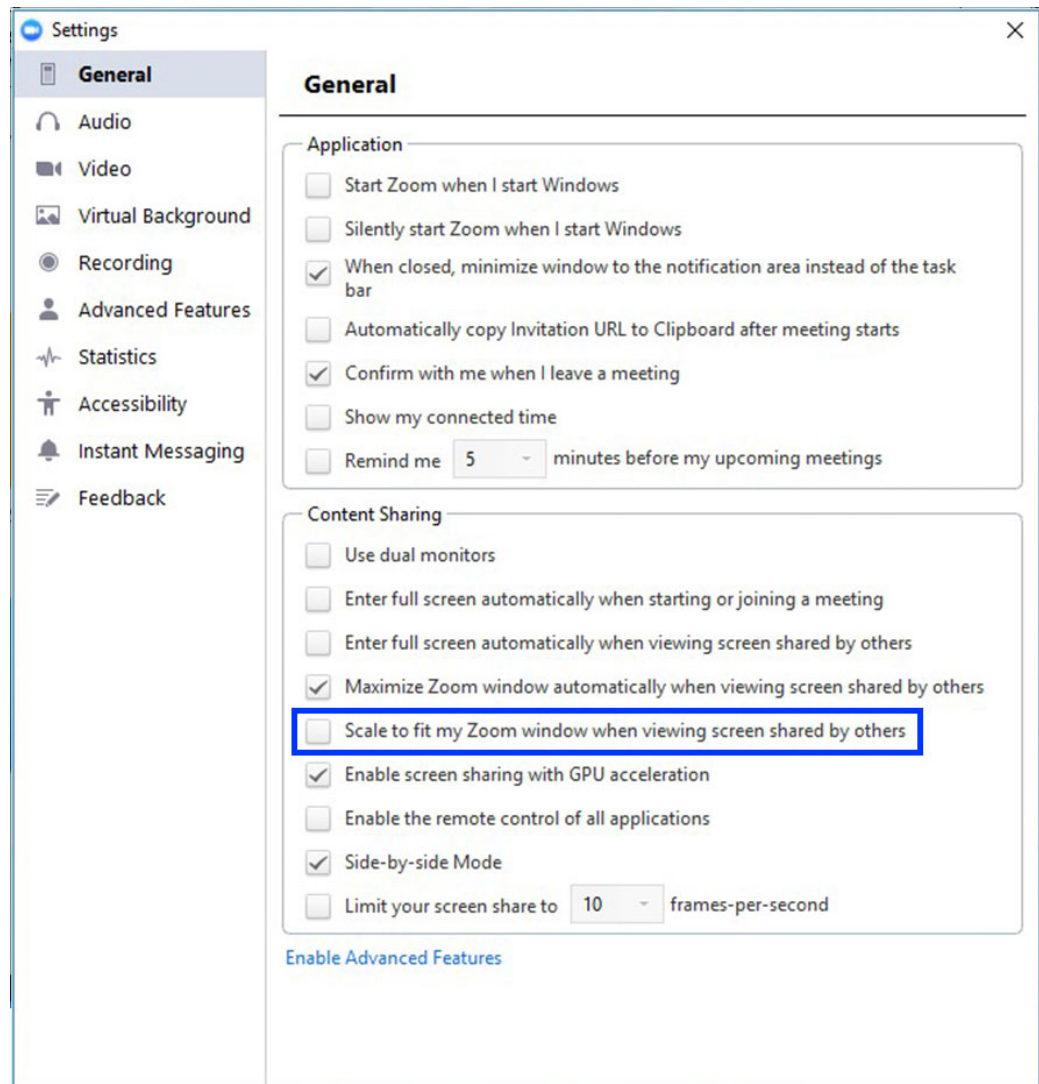 Settings
General
Audio
Video
Virtual Background
Recording
Advanced Features
Statistics
Accessibility
Instant Messaging
Feedback
General
Application
Start Zoom when I start Windows
Silently start Zoom when I start Windows
When closed, minimize window to the notification area instead of the task
bar
Automatically copy Invitation URL to Clipboard after meeting starts
Confirm with me when I leave a meeting
Show my connected time
Remind me 5 minutes before my upcoming meetings
Content Sharing
Use dual monitors
Enter full screen automatically when starting or joining a meeting
Enter full screen automatically when viewing screen shared by others
Maximize Zoom window automatically when viewing screen shared by others
Scale to fit my Zoom window when viewing screen shared by others
Enable screen sharing with GPU acceleration
Enable the remote control of all applications
Side-by-side Mode
Limit your screen share to 10 frames-per-second
Enable Advanced Features